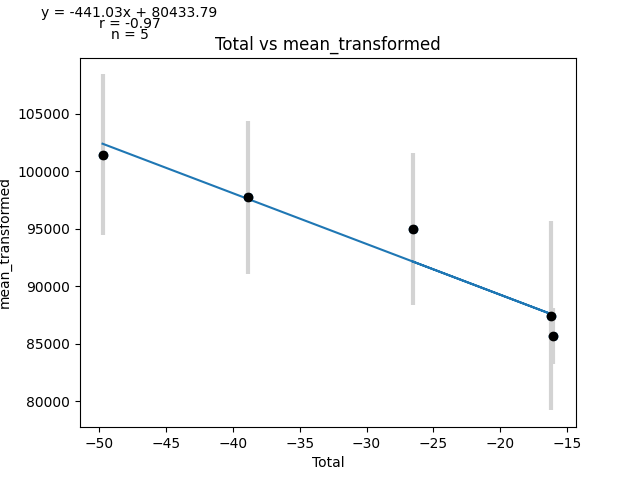 y = -441.03x + 80433.79
r = -0.97
n = 5
Total vs mean_transformed
105000
100000
95000
90000
85000
80000
mean_transformed
−50
−45
−40
−35
−30
−25
−20
−15
Total